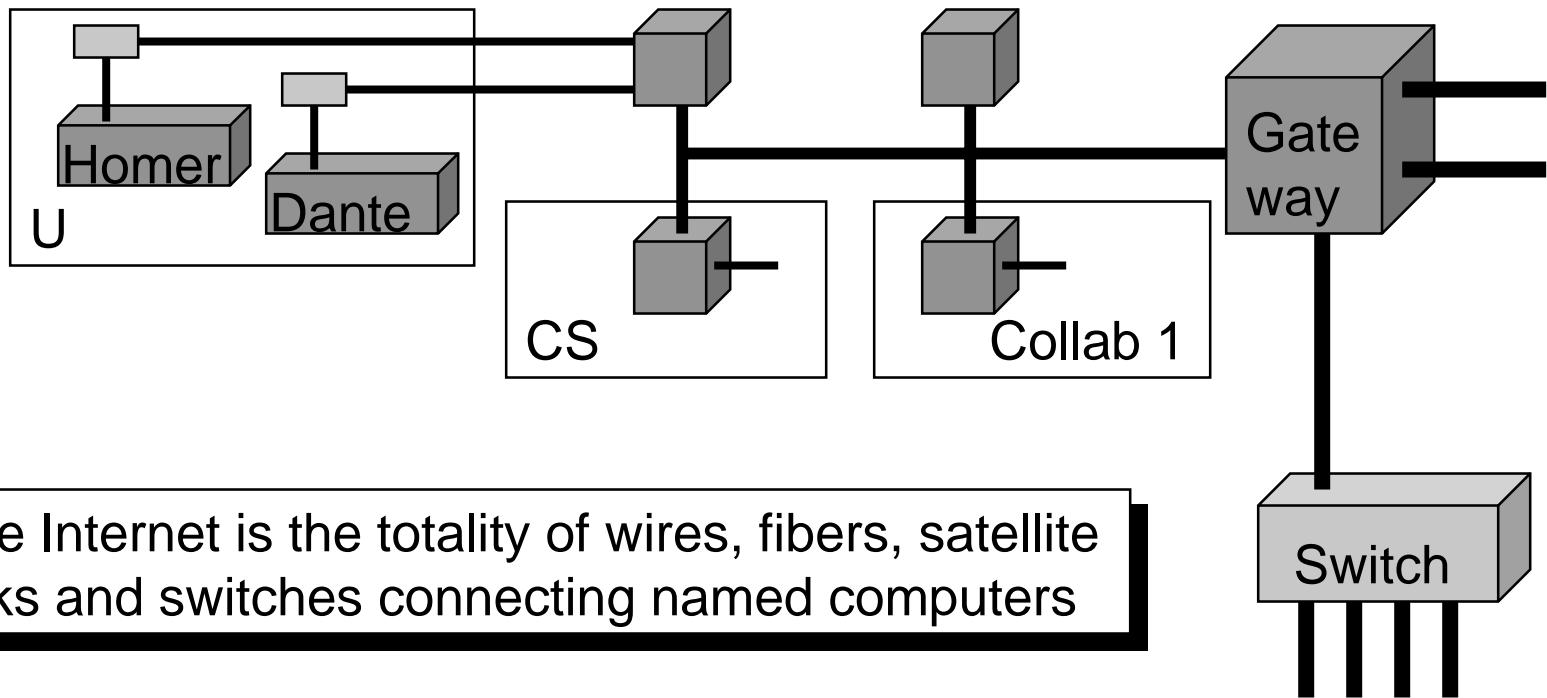 Homer
Dante
U
CS
Collab 1
Gate
way
e Internet is the totality of wires, fibers, satellite
ks and switches connecting named computers
Switch